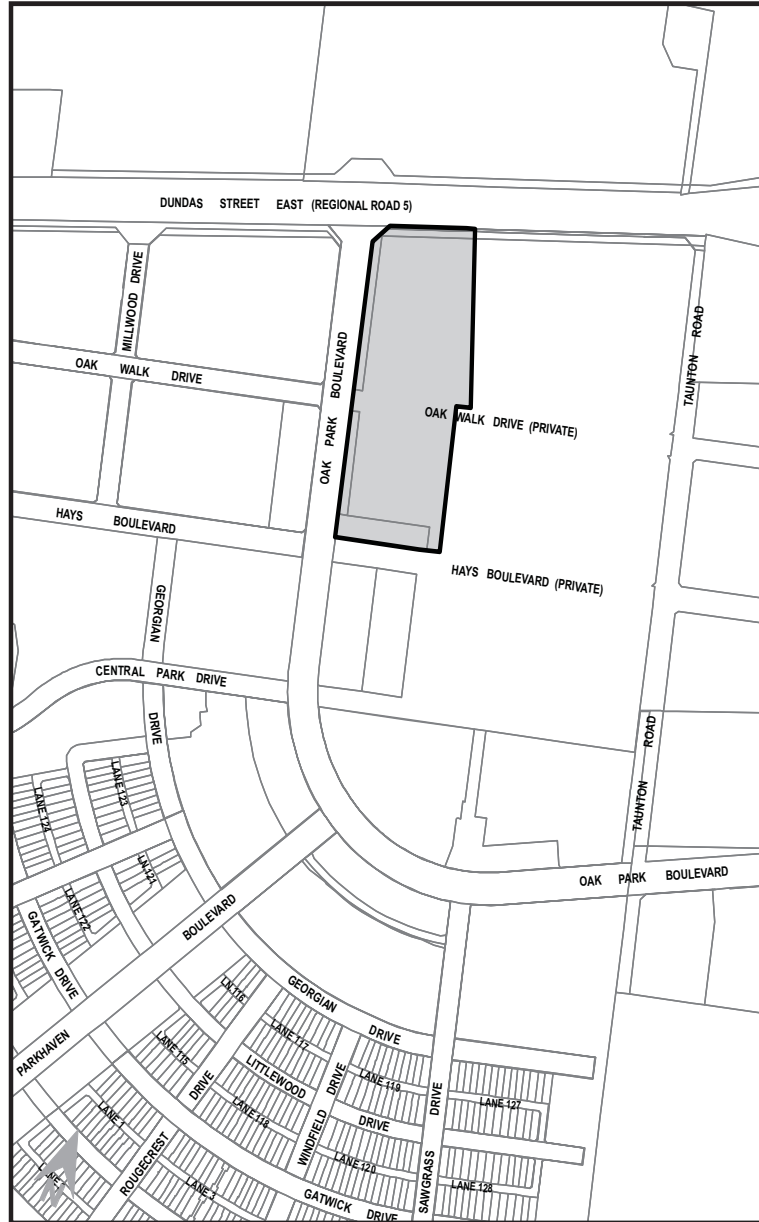 DUNDAS STREET EAST (REGIONAL ROAD 5)
MILLWOOD DRIVE
OAK WALK DRIVE
OAK PARK BOULEVARD
TAUNTON ROAD
OAK WALK DRIVE (PRIVATE)
HAYS BOULEVARD
HAYS BOULEVARD (PRIVATE)
GEORGIAN
DRIVE
CENTRAL PARK DRIVE
TAUNTON ROAD
LANE 123
LANE 124
LN 121
LANE 122
GATWICK DRIVE
OAK PARK BOULEVARD
PARKHAVEN BOULEVARD
GEORGIAN DRIVE
LN 116
LANE 117
LANE 115
LITTLEWOOD DRIVE
LANE 119
LANE 127
LANE 118
WINDFIELD DRIVE
LANE 120
LANE 128
LANE 1
ROUGECREST DRIVE
LANE 3
GATWICK DRIVE
SAWGRASS DRIVE